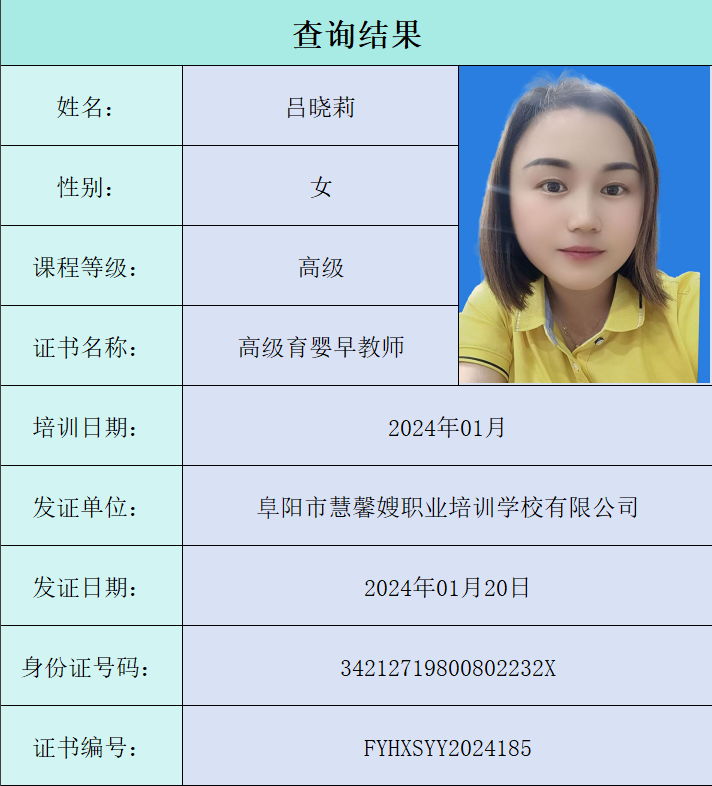 查询结果
姓名： 吕晓莉
性别： 女
课程等级： 高级
证书名称： 高级育婴早教师
培训日期： 2024年01月
发证单位： 阜阳市慧馨嫂职业培训学校有限公司
发证日期： 2024年01月20日
身份证号码： 34212719800802232X
证书编号： FYHXSYY2024185